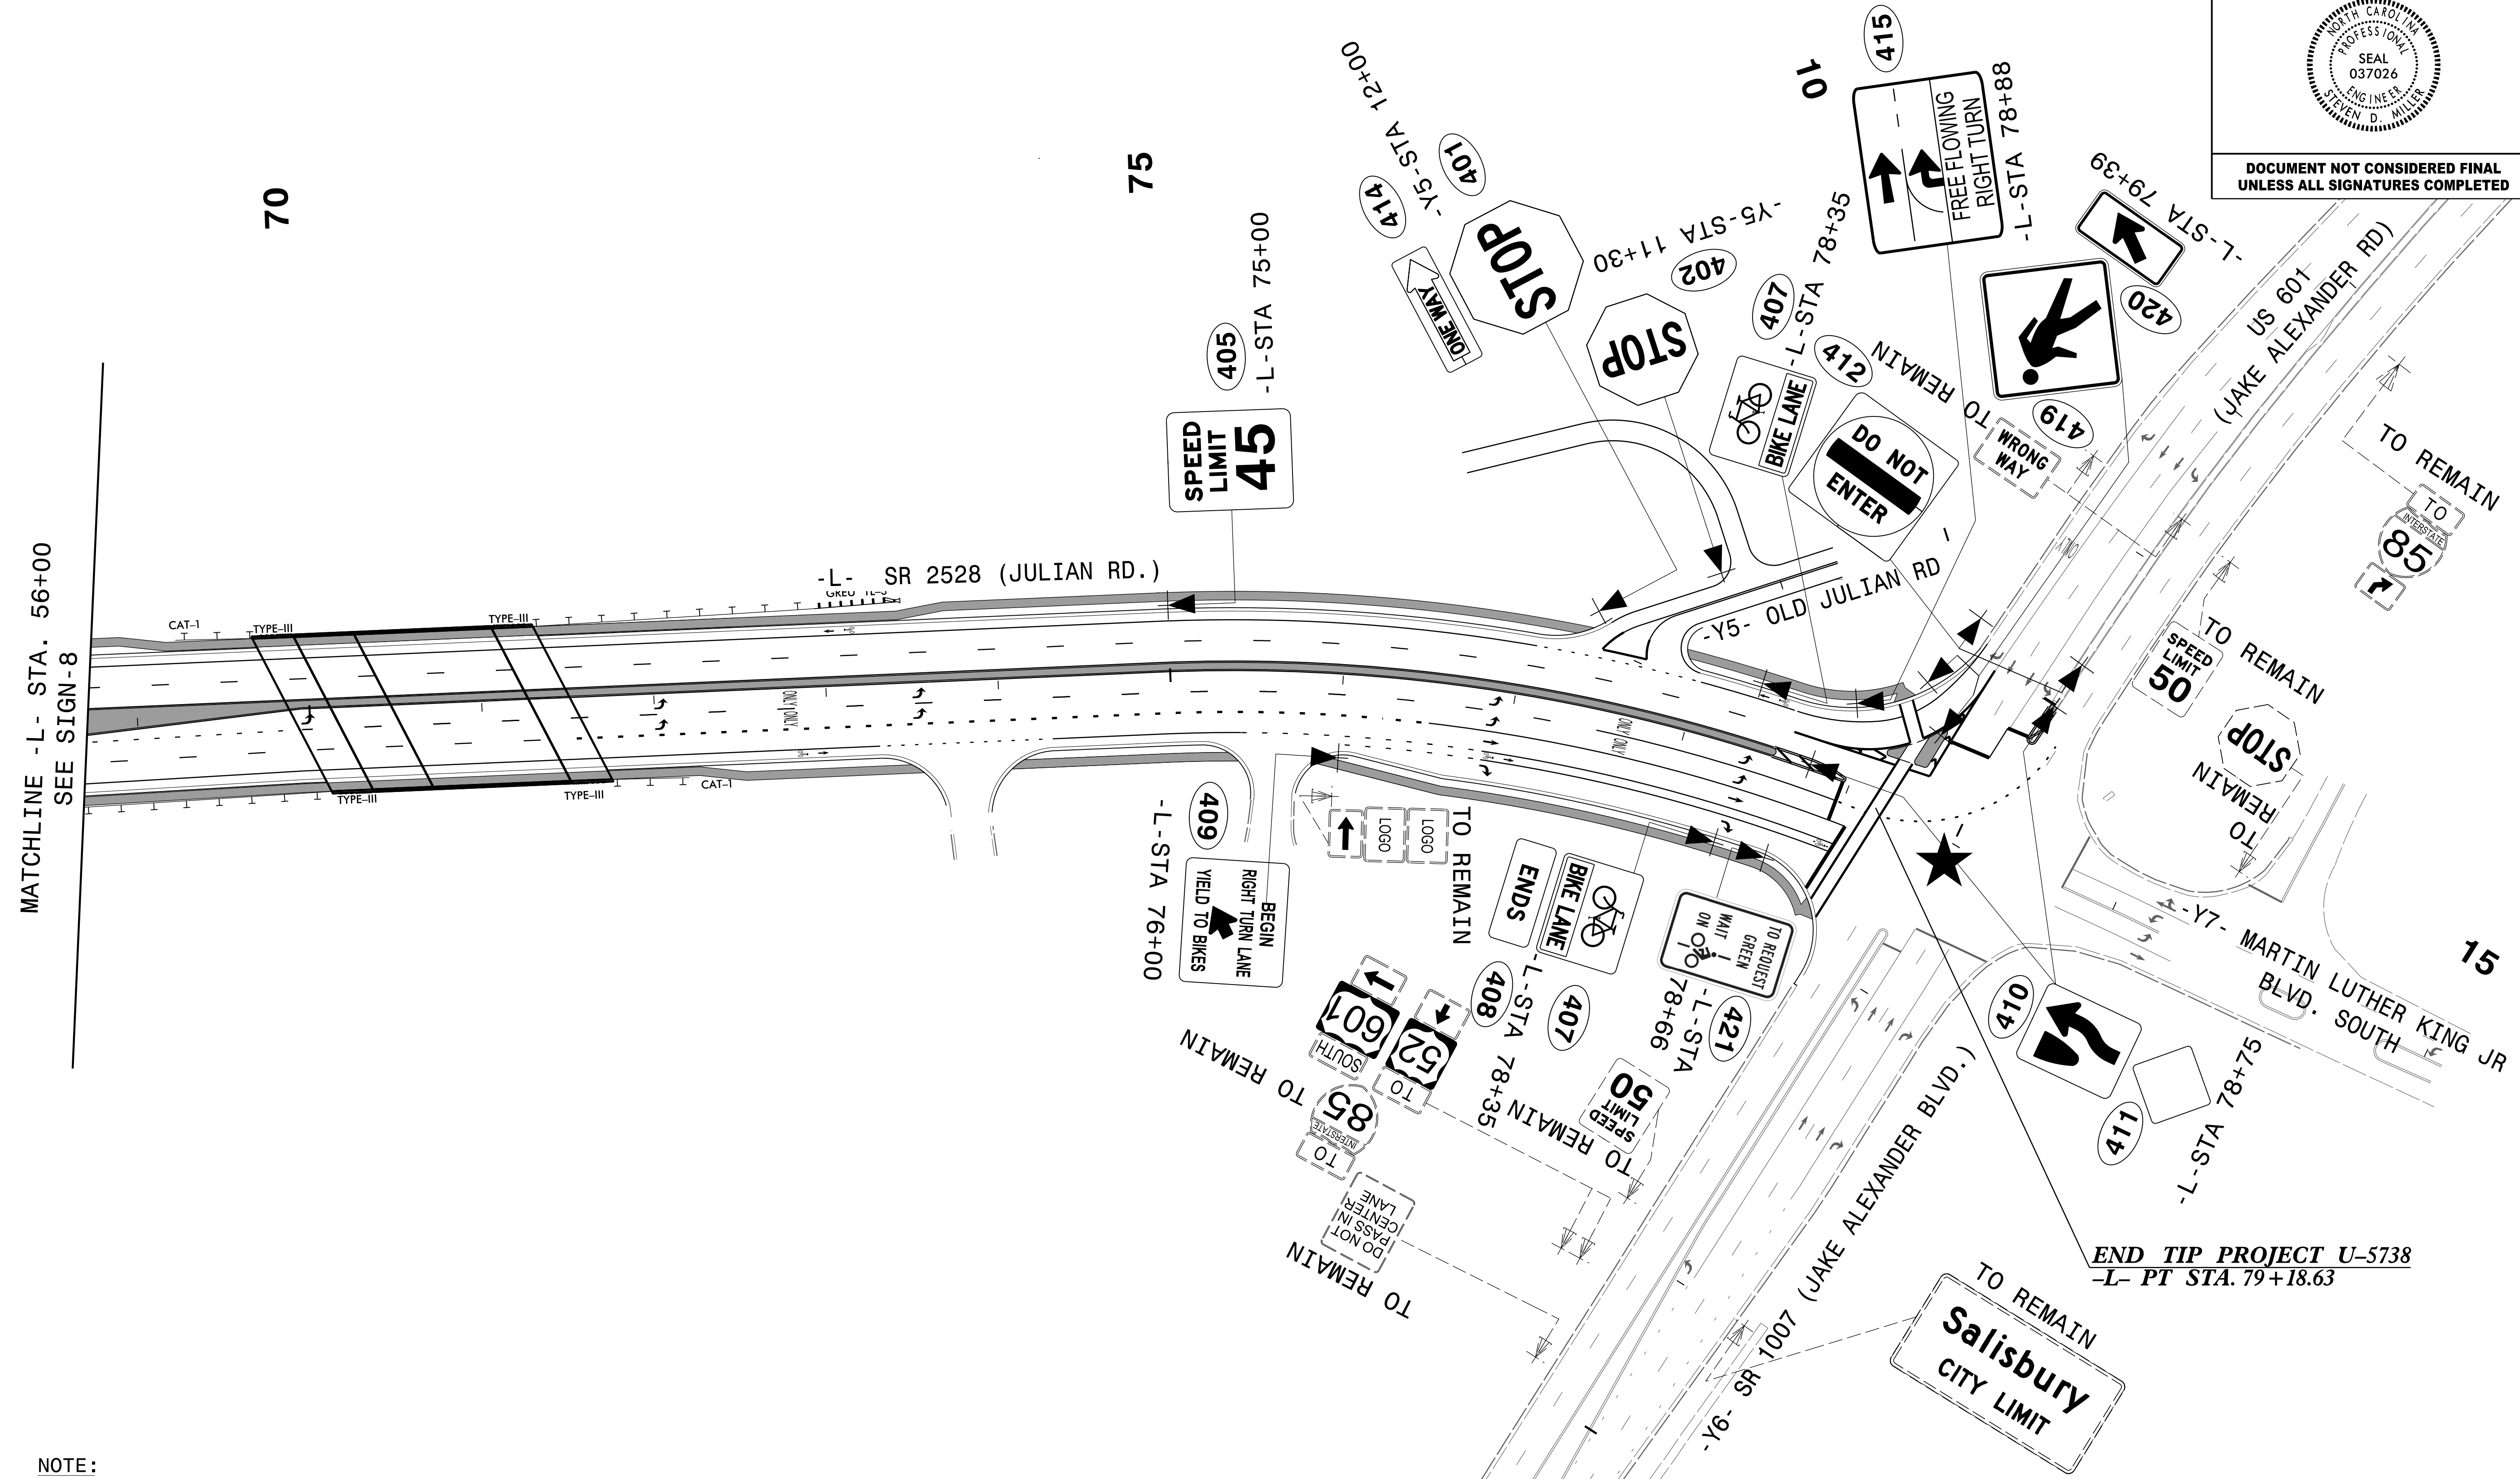 NORTH CAROLINA
PROFESSIONAL
SEAL
037026
ENGINEER
STEVEN D. MILLER
DOCUMENT NOT CONSIDERED FINAL
UNLESS ALL SIGNATURES COMPLETED
70
75
10
15
MATCHLINE -L- STA. 56+00
SEE SIGN-8
CAT-1
TYPE-III
TYPE-III
TYPE-III
TYPE-III
CAT-1
-L- SR 2528 (JULIAN RD.)
GREU TL-3
ONLY ONLY
ONLY ONLY
ONLY
405
-L-STA 75+00
SPEED
LIMIT
45
414
-Y5-STA 12+00
401
ONE WAY
STOP
-Y5-STA 11+30
402
STOP
407
-L-STA 78+35
BIKE LANE
412
DO NOT
ENTER
TO REMAIN
WRONG
WAY
415
FREE FLOWING
RIGHT TURN
-L-STA 78+88
-L-STA 79+39
420
419
US 601
(JAKE ALEXANDER RD)
TO REMAIN
TO
INTERSTATE
85
TO REMAIN
SPEED
LIMIT
50
STOP
TO
REMAIN
-Y5- OLD JULIAN RD
-Y7- MARTIN LUTHER KING JR
BLVD. SOUTH
-L-STA 76+00
409
BEGIN
RIGHT TURN LANE
YIELD TO BIKES
LOGO
LOGO
TO REMAIN
ENDS
BIKE LANE
408
-L-STA 78+35
407
TO REQUEST
GREEN
WAIT
ON
-L-STA
78+66
421
601
SOUTH
52
TO
TO REMAIN
INTERSTATE
85
TO
SPEED
LIMIT
50
TO REMAIN
DO NOT
PASS IN
CENTER
LANE
TO REMAIN
410
411
-L-STA 78+75
END TIP PROJECT U-5738
-L- PT STA. 79+18.63
-Y6- SR 1007 (JAKE ALEXANDER BLVD.)
TO REMAIN
Salisbury
CITY LIMIT
NOTE: